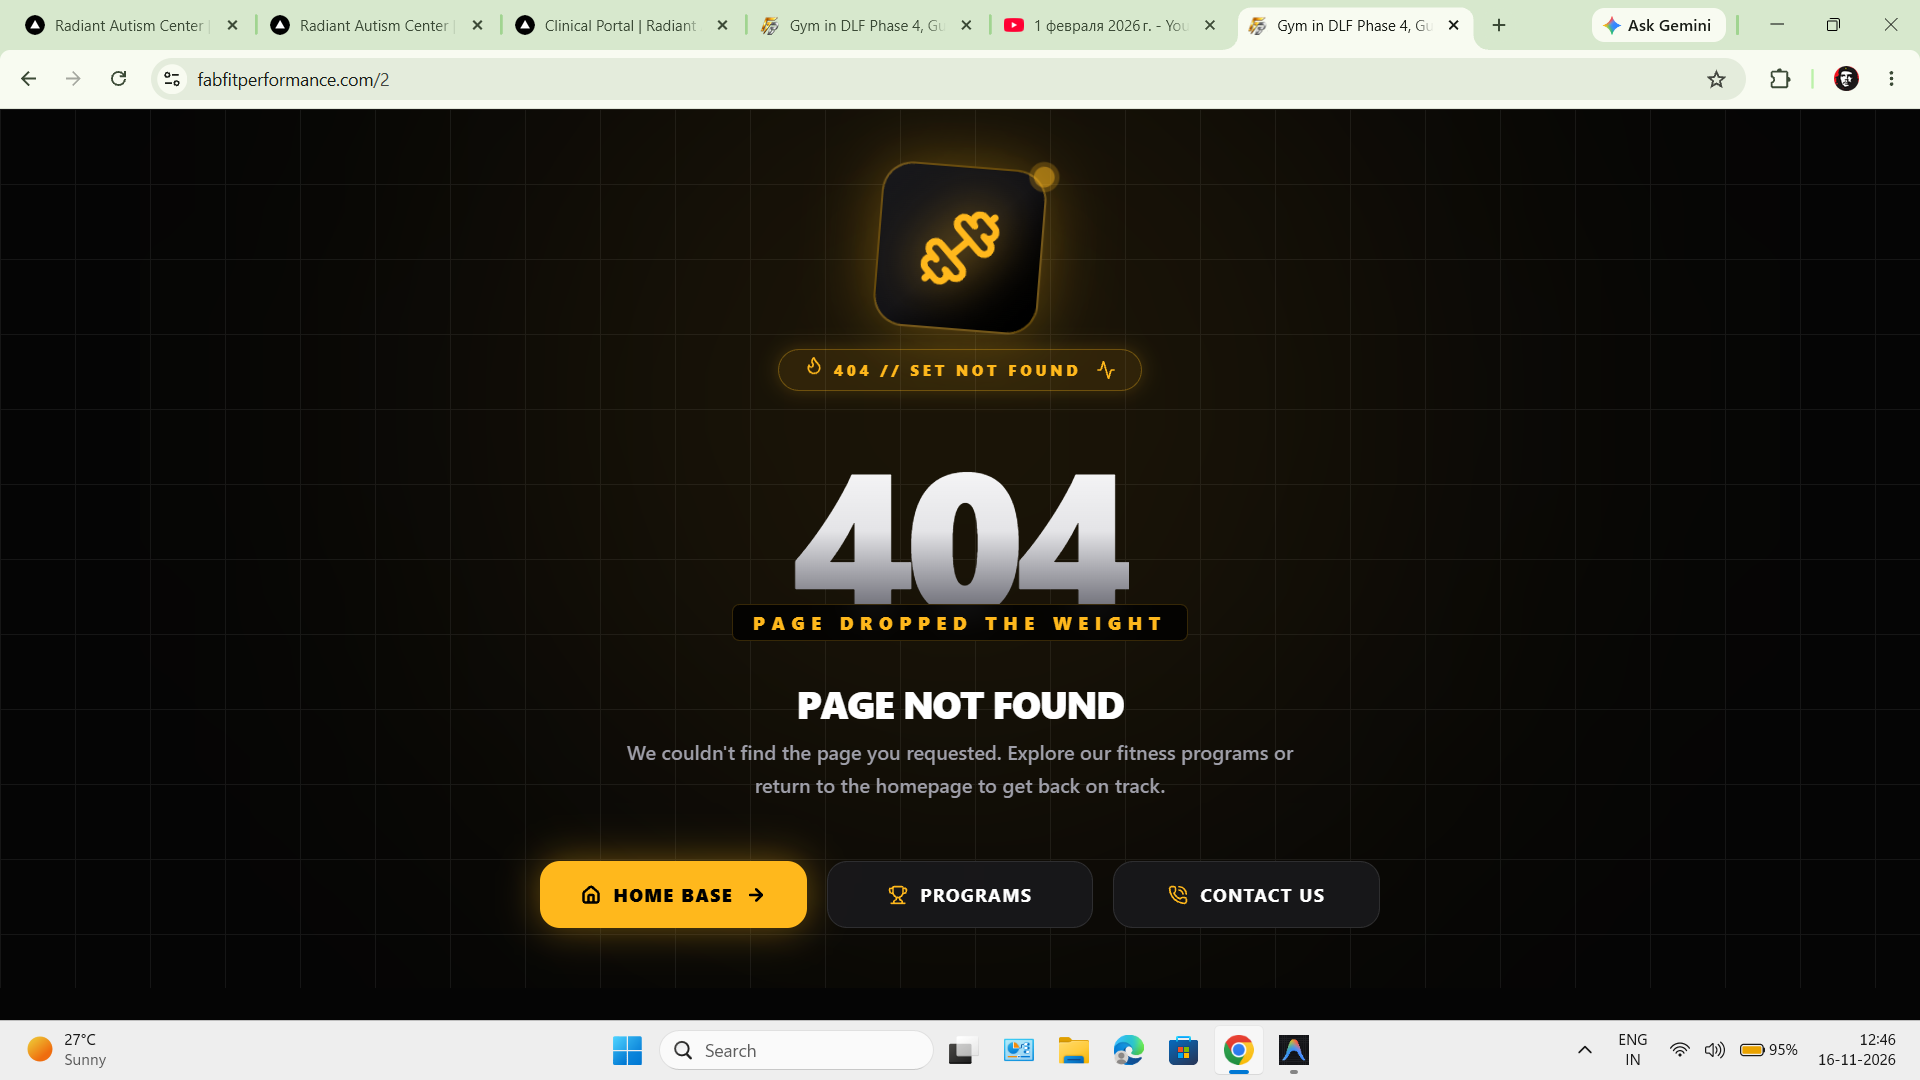 Radiant Autism Center |
Radiant Autism Center |
Clinical Portal | Radiant
Gym in DLF Phase 4, Gu
1 февраля 2026 г. - You
Gym in DLF Phase 4, Gu
Ask Gemini
fabfitperformance.com/2
404 // SET NOT FOUND
404
PAGE DROPPED THE WEIGHT
PAGE NOT FOUND
We couldn't find the page you requested. Explore our fitness programs or
return to the homepage to get back on track.
HOME BASE
PROGRAMS
CONTACT US
27°C
Sunny
Search
ENG
IN
95%
12:46
16-11-2026